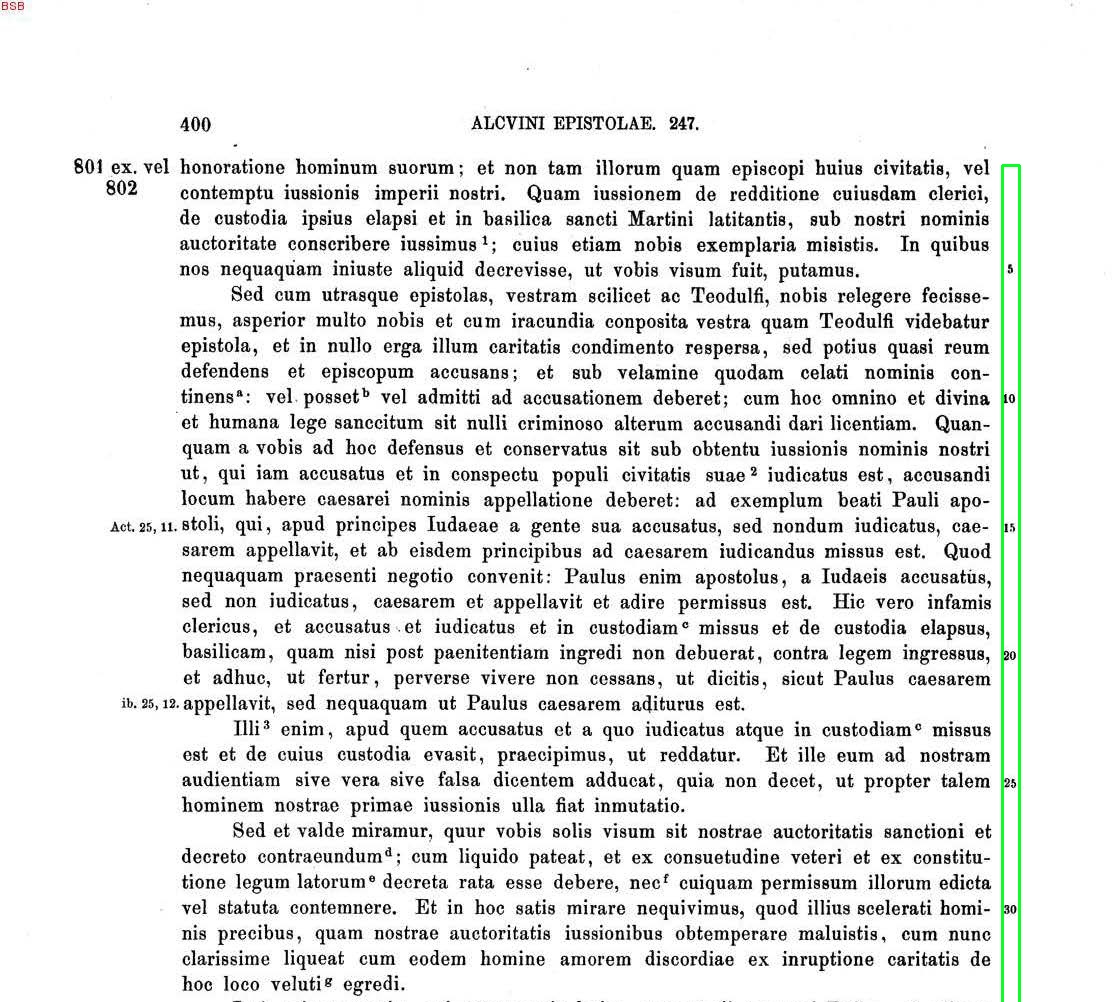 BSB
400 ALCVINI EPISTOLAE. 247.
801 ex. vel honoratione hominum suorum; et non tam illorum quam episcopi huius civitatis, vel
802 contemptu iussionis imperii nostri. Quam iussionem de redditione cuiusdam clerici,
de custodia ipsius elapsi et in basilica sancti Martini latitantis, sub nostri nominis
auctoritate conscribere iussimus¹; cuius etiam nobis exemplaria misistis. In quibus
nos nequaquam iniuste aliquid decrevisse, ut vobis visum fuit, putamus. 5
Sed cum utrasque epistolas, vestram scilicet ac Teodulfi, nobis relegere fecisse-
mus, asperior multo nobis et cum iracundia conposita vestra quam Teodulfi videbatur
epistola, et in nullo erga illum caritatis condimento respersa, sed potius quasi reum
defendens et episcopum accusans; et sub velamine quodam celati nominis con-
tinensᵃ: vel possetᵇ vel admitti ad accusationem deberet; cum hoc omnino et divina 10
et humana lege sanccitum sit nulli criminoso alterum accusandi dari licentiam. Quan-
quam a vobis ad hoc defensus et conservatus sit sub obtentu iussionis nominis nostri
ut, qui iam accusatus et in conspectu populi civitatis suae² iudicatus est, accusandi
locum habere caesarei nominis appellatione deberet: ad exemplum beati Pauli apo-
Act. 25, 11. stoli, qui, apud principes Iudaeae a gente sua accusatus, sed nondum iudicatus, cae- 15
sarem appellavit, et ab eisdem principibus ad caesarem iudicandus missus est. Quod
nequaquam praesenti negotio convenit: Paulus enim apostolus, a Iudaeis accusatus,
sed non iudicatus, caesarem et appellavit et adire permissus est. Hic vero infamis
clericus, et accusatus et iudicatus et in custodiamᶜ missus et de custodia elapsus,
basilicam, quam nisi post paenitentiam ingredi non debuerat, contra legem ingressus, 20
et adhuc, ut fertur, perverse vivere non cessans, ut dicitis, sicut Paulus caesarem
ib. 25, 12. appellavit, sed nequaquam ut Paulus caesarem aditurus est.
Illi³ enim, apud quem accusatus et a quo iudicatus atque in custodiamᶜ missus
est et de cuius custodia evasit, praecipimus, ut reddatur. Et ille eum ad nostram
audientiam sive vera sive falsa dicentem adducat, quia non decet, ut propter talem 25
hominem nostrae primae iussionis ulla fiat inmutatio.
Sed et valde miramur, quur vobis solis visum sit nostrae auctoritatis sanctioni et
decreto contraeundumᵈ; cum liquido pateat, et ex consuetudine veteri et ex constitu-
tione legum latorumᵉ decreta rata esse debere, necᶠ cuiquam permissum illorum edicta
vel statuta contemnere. Et in hoc satis mirare nequivimus, quod illius scelerati homi- 30
nis precibus, quam nostrae auctoritatis iussionibus obtemperare maluistis, cum nunc
clarissime liqueat cum eodem homine amorem discordiae ex inruptione caritatis de
hoc loco velutiᵍ egredi.